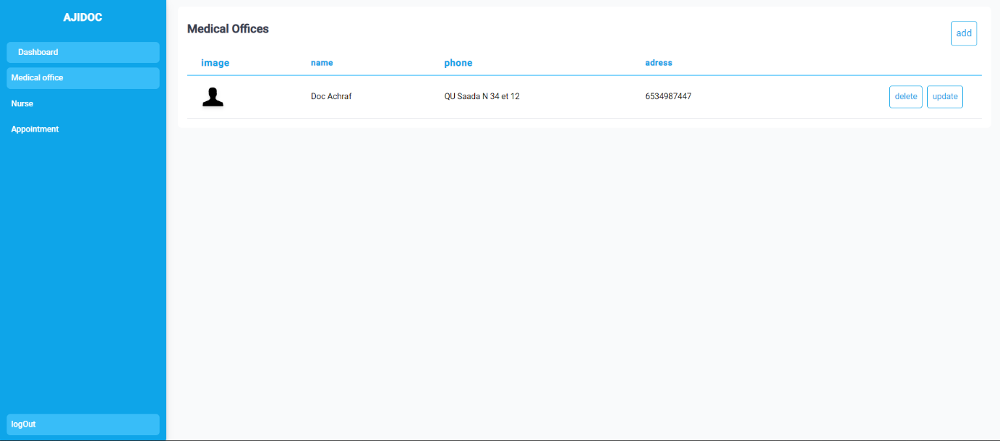 AJIDOC
Dashboard
Medical office
Nurse
Appointment
logOut
Medical Offices
add
image name phone adress
Doc Achraf QU Saada N 34 et 12 6534987447 delete update